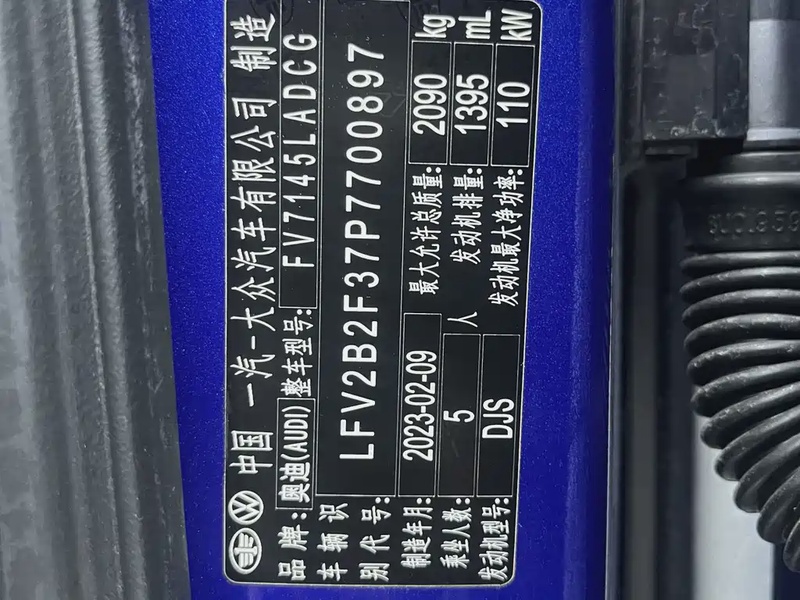 中国 一汽-大众汽车有限公司 制造
品牌: 奥迪(AUDI) 整车型号: FV7145LADCG
车辆识别代号: LFV2B2F37P7700897
制造年月: 2023-02-09 最大允许总质量: 2090 kg
乘坐人数: 5 人 发动机排量: 1395 mL
发动机型号: DJS 发动机最大净功率: 110 kW